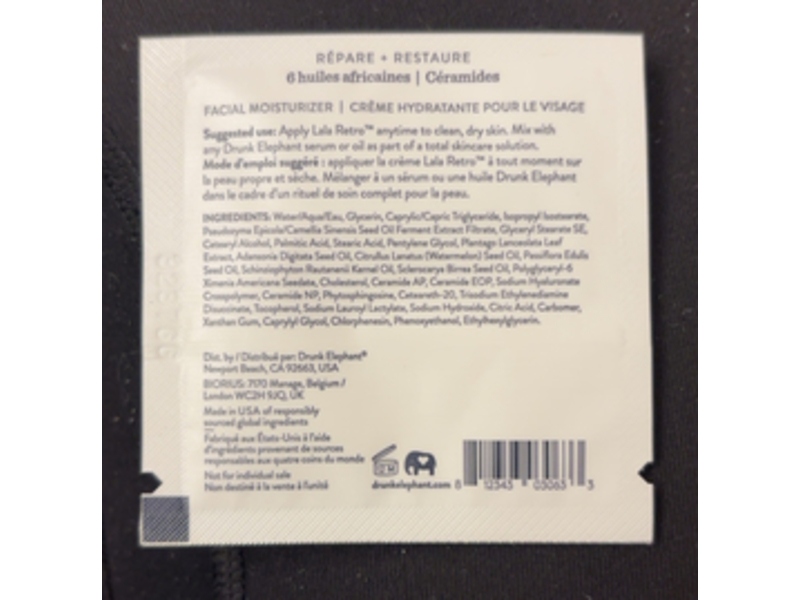 RÉPARE + RESTAURE
6 huiles africaines | Céramides
FACIAL MOISTURIZER | CRÈME HYDRATANTE POUR LE VISAGE
Suggested use: Apply Lala Retro™ anytime to clean, dry skin. Mix with
any Drunk Elephant serum or oil as part of a total skincare solution.
Mode d'emploi suggéré : appliquer la crème Lala Retro™ à tout moment sur
la peau propre et sèche. Mélanger à un sérum ou une huile Drunk Elephant
dans le cadre d'un rituel de soin complet pour la peau.
INGREDIENTS: Water/Aqua/Eau, Glycerin, Caprylic/Capric Triglyceride, Isopropyl Isostearate,
Pseudozyma Epicola/Camellia Sinensis Seed Oil Ferment Extract Filtrate, Glyceryl Stearate SE,
Cetearyl Alcohol, Palmitic Acid, Stearic Acid, Pentylene Glycol, Plantago Lanceolata Leaf
Extract, Adansonia Digitata Seed Oil, Citrullus Lanatus (Watermelon) Seed Oil, Passiflora Edulis
Seed Oil, Schinziophyton Rautanenii Kernel Oil, Sclerocarya Birrea Seed Oil, Polyglyceryl-6
Ximenia Americana Seedate, Cholesterol, Ceramide AP, Ceramide EOP, Sodium Hyaluronate
Crosspolymer, Ceramide NP, Phytosphingosine, Ceteareth-20, Trisodium Ethylenediamine
Disuccinate, Tocopherol, Sodium Lauroyl Lactylate, Sodium Hydroxide, Citric Acid, Carbomer,
Xanthan Gum, Caprylyl Glycol, Chlorphenesin, Phenoxyethanol, Ethylhexylglycerin.
Dist. by / Distribué par: Drunk Elephant®
Newport Beach, CA 92663, USA
BIORIUS: 7170 Manage, Belgium /
London WC2H 9JQ, UK
Made in USA of responsibly
sourced global ingredients
Fabriqué aux États-Unis à l'aide
d'ingrédients provenant de sources
responsables aux quatre coins du monde
Not for individual sale
Non destiné à la vente à l'unité
drunkelephant.com
8 12343 03063 3